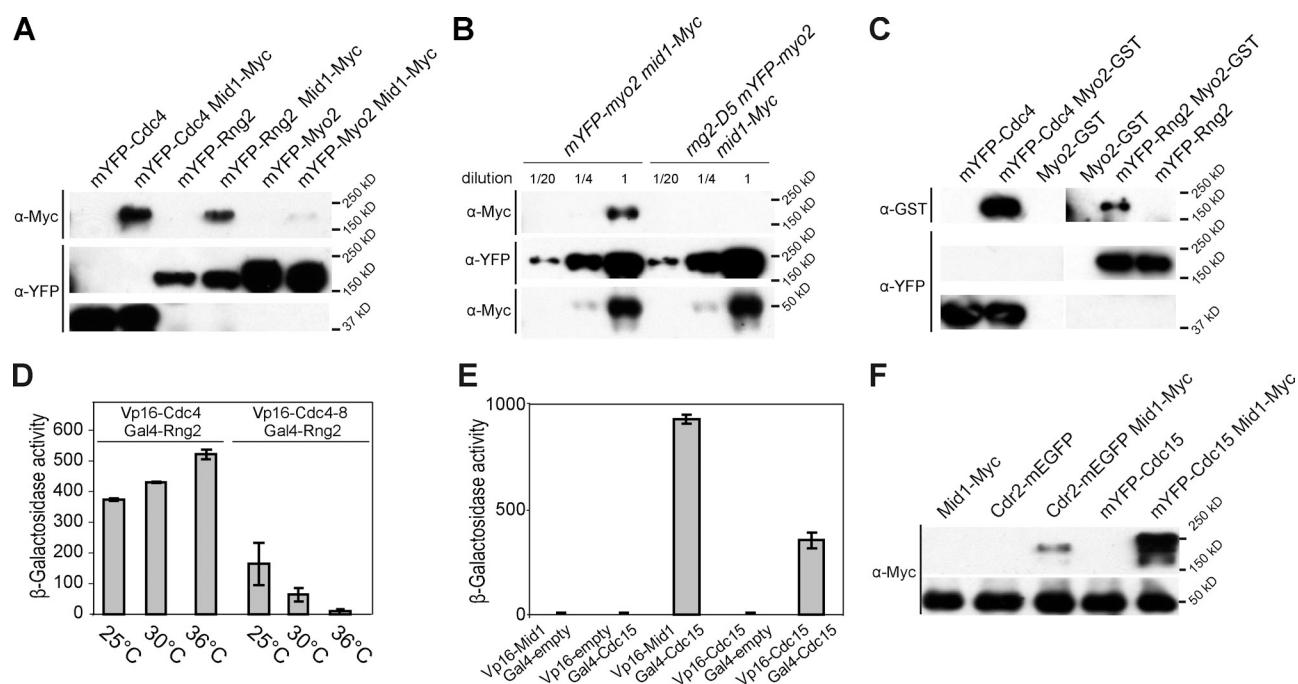 A
mYFP-Cdc4
mYFP-Cdc4 Mid1-Myc
mYFP-Rng2
mYFP-Rng2 Mid1-Myc
mYFP-Myo2
mYFP-Myo2 Mid1-Myc
α-Myc
250 kD
150 kD
α-YFP
250 kD
150 kD
37 kD
B
mYFP-myo2 mid1-Myc
rng2-D5 mYFP-myo2
mid1-Myc
dilution 1/20 1/4 1 1/20 1/4 1
α-Myc
250 kD
150 kD
α-YFP
250 kD
150 kD
α-Myc
50 kD
C
mYFP-Cdc4
mYFP-Cdc4 Myo2-GST
Myo2-GST
Myo2-GST
mYFP-Rng2 Myo2-GST
mYFP-Rng2
α-GST
250 kD
150 kD
α-YFP
250 kD
150 kD
37 kD
D
β-Galactosidase activity
600
500
400
300
200
100
0
Vp16-Cdc4
Gal4-Rng2
Vp16-Cdc4-8
Gal4-Rng2
25°C
30°C
36°C
25°C
30°C
36°C
E
β-Galactosidase activity
1000
500
0
Vp16-Mid1
Gal4-empty
Vp16-empty
Gal4-Cdc15
Vp16-Mid1
Gal4-Cdc15
Vp16-Cdc15
Gal4-empty
Vp16-Cdc15
Gal4-Cdc15
F
Mid1-Myc
Cdr2-mEGFP
Cdr2-mEGFP Mid1-Myc
mYFP-Cdc15
mYFP-Cdc15 Mid1-Myc
α-Myc
250 kD
150 kD
50 kD